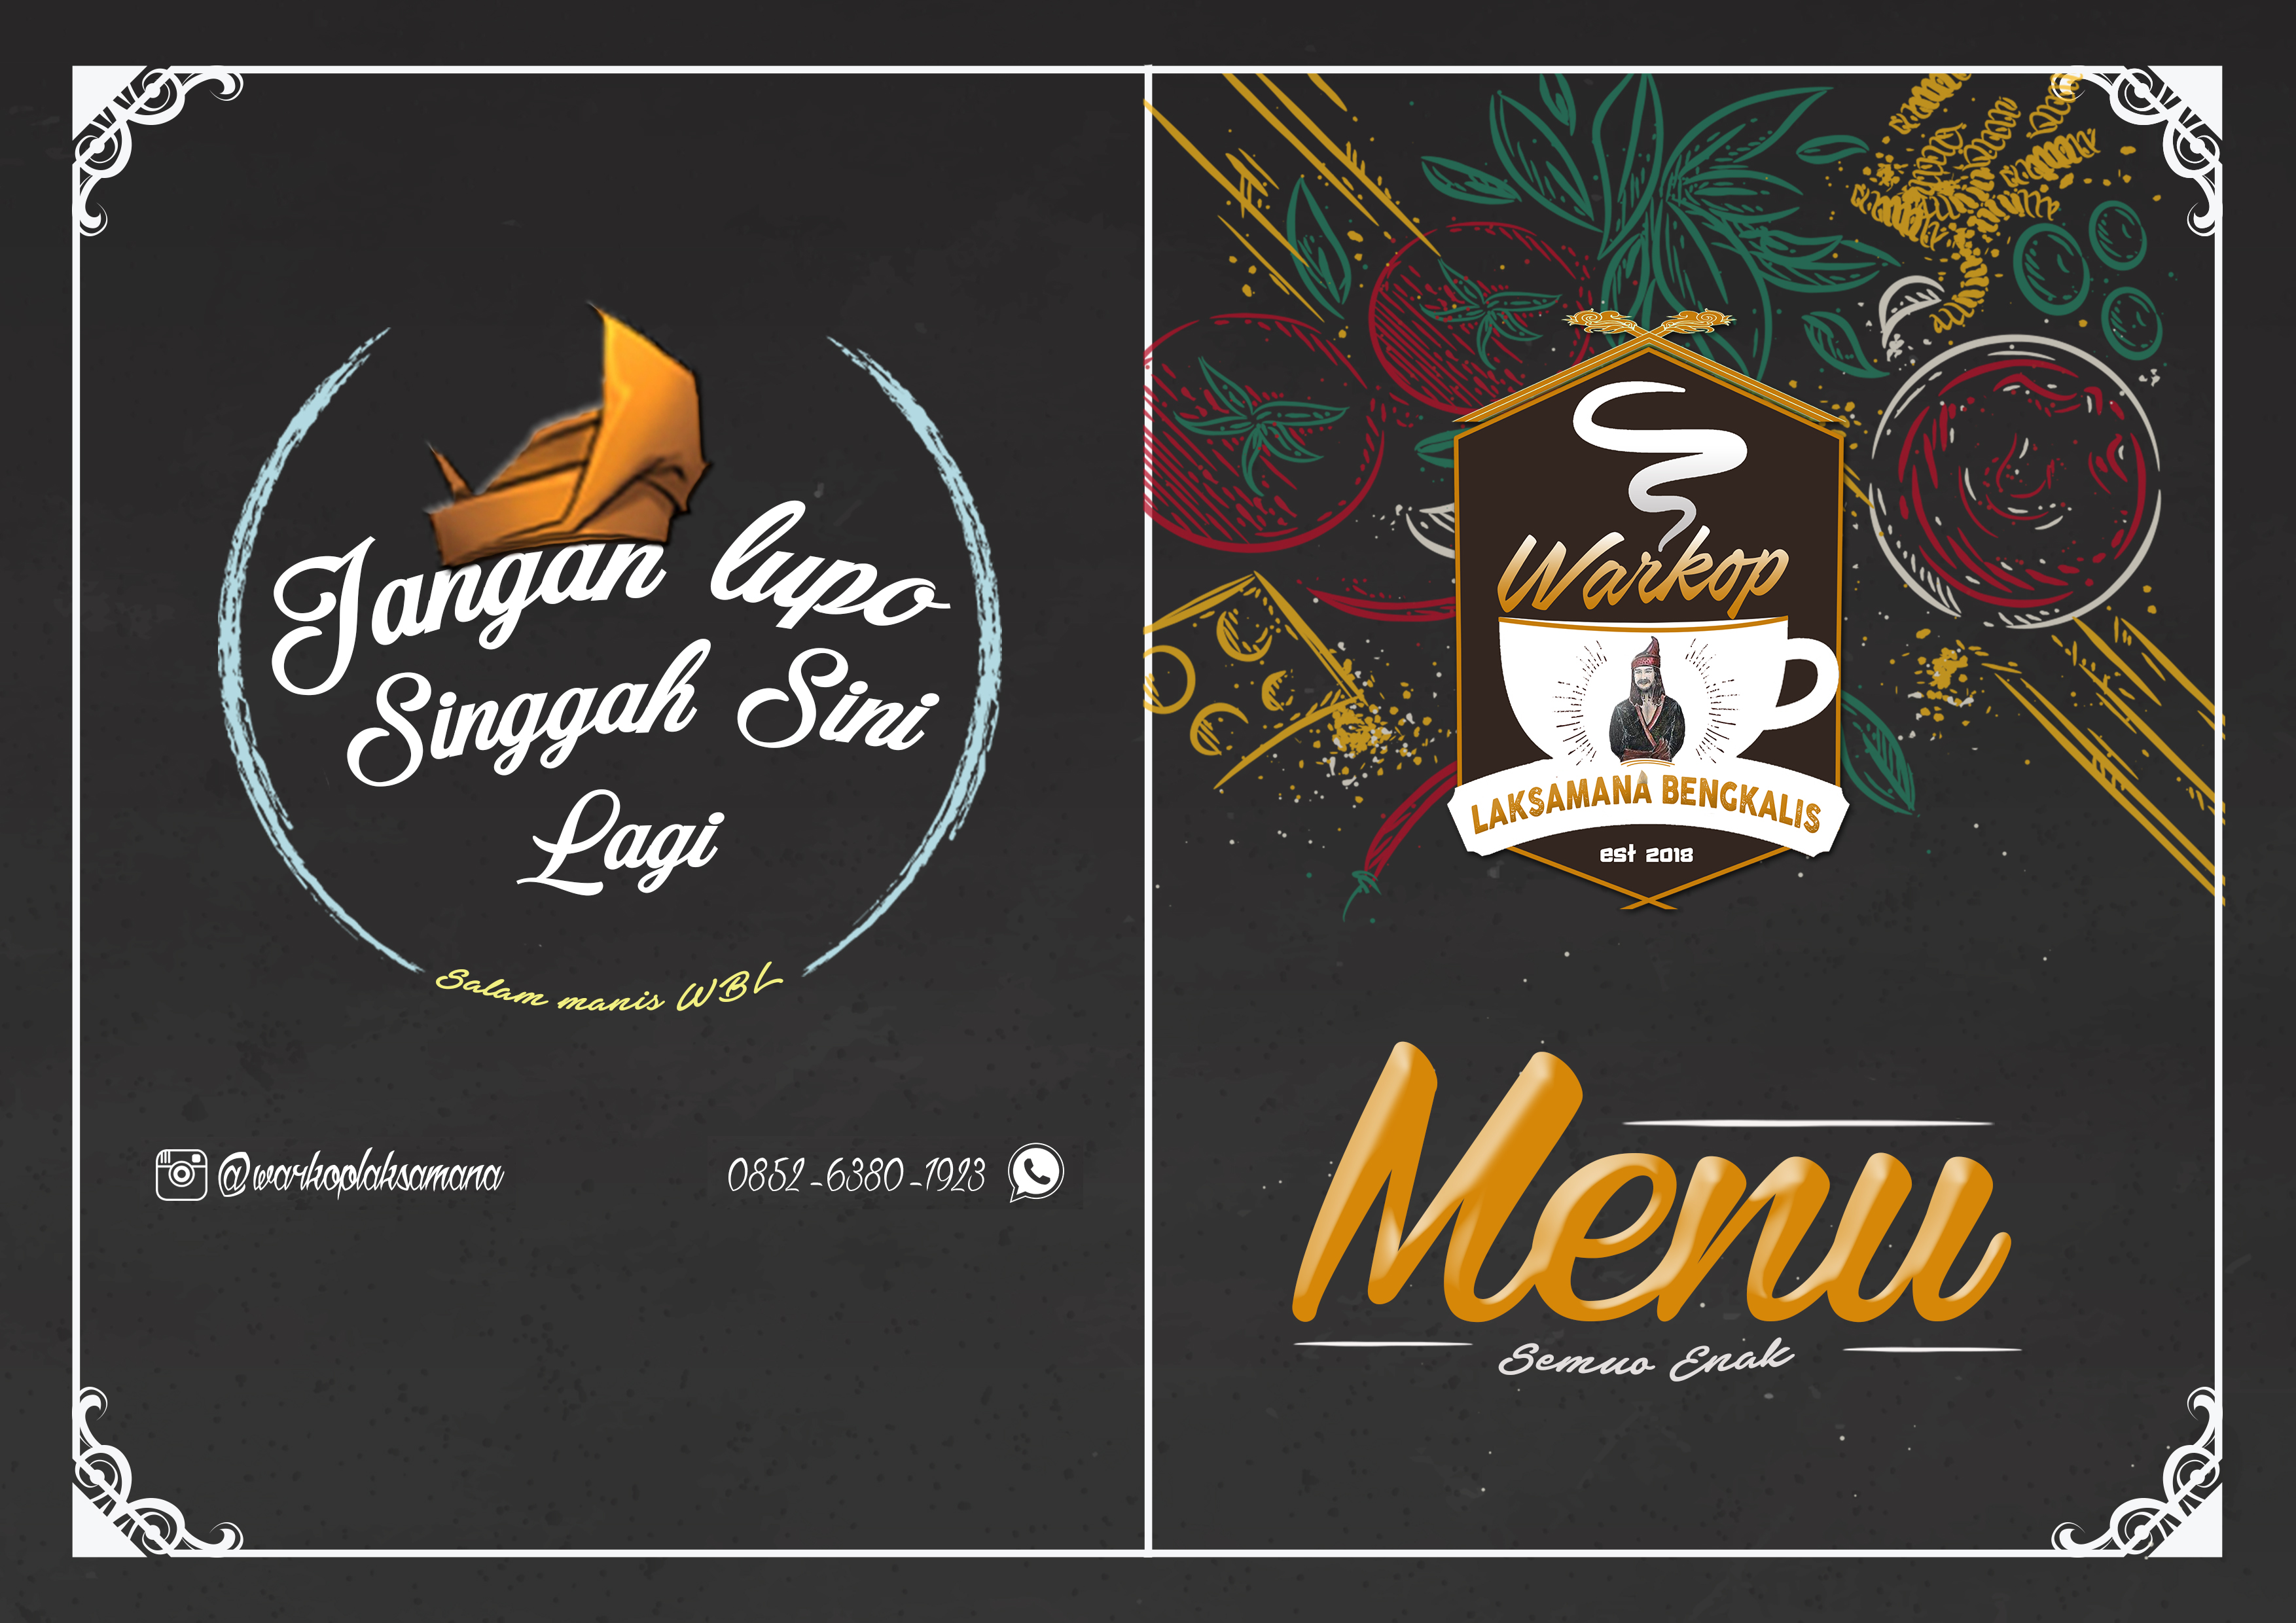 Jangan lupo
Singgah Sini
Lagi
Salam manis WBL
@warkoplaksamana
0852-6380-1923
Warkop
LAKSAMANA BENGKALIS
est 2018
Menu
Semuo Enak